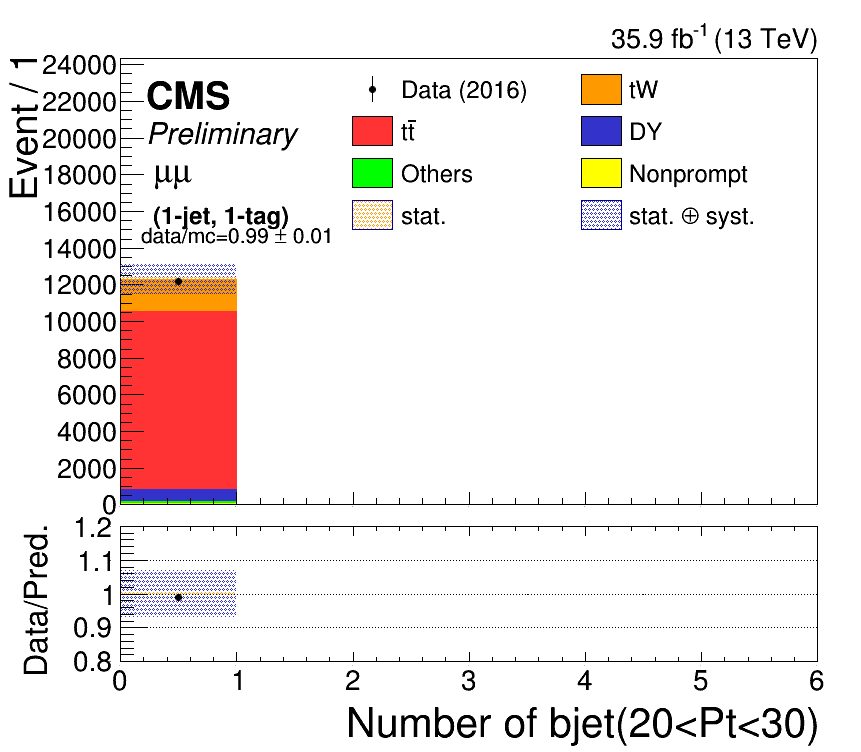 35.9 fb⁻¹ (13 TeV)
Event / 1
24000
22000
20000
18000
16000
14000
12000
10000
8000
6000
4000
2000
0
CMS
Preliminary
μμ
(1-jet, 1-tag)
data/mc=0.99 ± 0.01
Data (2016)
tW
tt̄
DY
Others
Nonprompt
stat.
stat. ⊕ syst.
Data/Pred.
1.2
1.1
1
0.9
0.8
0 1 2 3 4 5 6
Number of bjet(20<Pt<30)